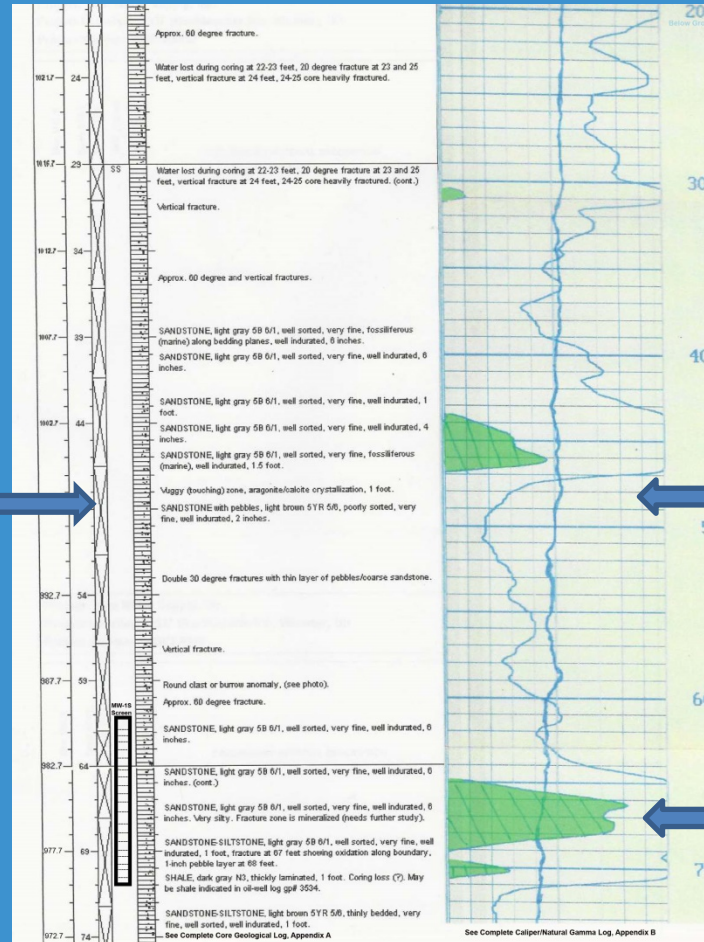 20
Below Gro
Approx. 60 degree fracture.
Water lost during coring at 22-23 feet, 20 degree fracture at 23 and 25
feet, vertical fracture at 24 feet, 24-25 core heavily fractured.
24
29
SS
Water lost during coring at 22-23 feet, 20 degree fracture at 23 and 25
feet, vertical fracture at 24 feet, 24-25 core heavily fractured. (cont.)
30
Vertical fracture.
34
Approx. 60 degree and vertical fractures.
1007.7
39
SANDSTONE, light gray 5B 6/1, well sorted, very fine, fossiliferous
(marine) along bedding planes, well indurated, 6 inches.
40
SANDSTONE, light gray 5B 6/1, well sorted, very fine, well indurated, 6
inches.
SANDSTONE, light gray 5B 6/1, well sorted, very fine, well indurated, 1
foot.
1002.7
44
SANDSTONE, light gray 5B 6/1, well sorted, very fine, well indurated, 4
inches.
SANDSTONE, light gray 5B 6/1, well sorted, very fine, fossiliferous
(marine), well indurated, 1.5 foot.
Vuggy (touching) zone, aragonite/calcite crystallization, 1 foot.
SANDSTONE with pebbles, light brown 5YR 5/6, poorly sorted, very
fine, well indurated, 2 inches.
5
992.7
54
Double 30 degree fractures with thin layer of pebbles/coarse sandstone.
Vertical fracture.
987.7
59
Round clast or burrow anomaly, (see photo).
Approx. 60 degree fracture.
60
MW-1S
Screen
SANDSTONE, light gray 5B 6/1, well sorted, very fine, well indurated, 6
inches.
982.7
64
SANDSTONE, light gray 5B 6/1, well sorted, very fine, well indurated, 6
inches. (cont.)
SANDSTONE, light gray 5B 6/1, well sorted, very fine, well indurated, 6
inches. Very silty. Fracture zone is mineralized (needs further study).
977.7
69
SANDSTONE-SILTSTONE, light gray 5B 6/1, well sorted, very fine, well
indurated, 1 foot, fracture at 67 feet showing oxidation along boundary,
1-inch pebble layer at 68 feet.
7
SHALE, dark gray N3, thickly laminated, 1 foot. Coring loss (?). May
be shale indicated in oil-well log gp# 3534.
SANDSTONE-SILTSTONE, light brown 5YR 5/6, thinly bedded, very
fine, well sorted, well indurated, 1 foot.
972.7
74
See Complete Core Geological Log, Appendix A
See Complete Caliper/Natural Gamma Log, Appendix B